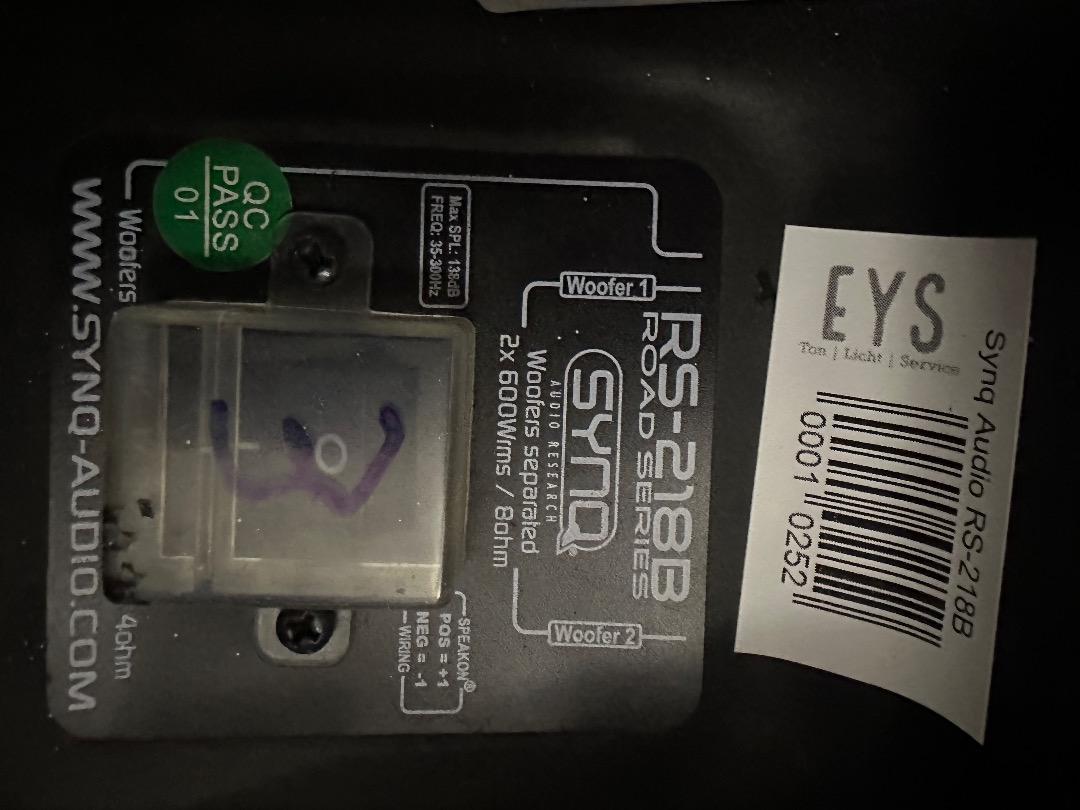 RS-218B
ROAD SERIES
SYNQ
AUDIO RESEARCH
Woofer 1
Woofer 2
Woofers separated
2x 600Wrms / 8ohm
Max SPL: 138dB
FREQ: 35-300Hz
SPEAKON®
POS = +1
NEG = -1
WIRING
Woofers
4ohm
WWW.SYNQ-AUDIO.COM
QC
PASS
01
EYS
Ton | Licht | Service
Synq Audio RS-218B
0001 0252